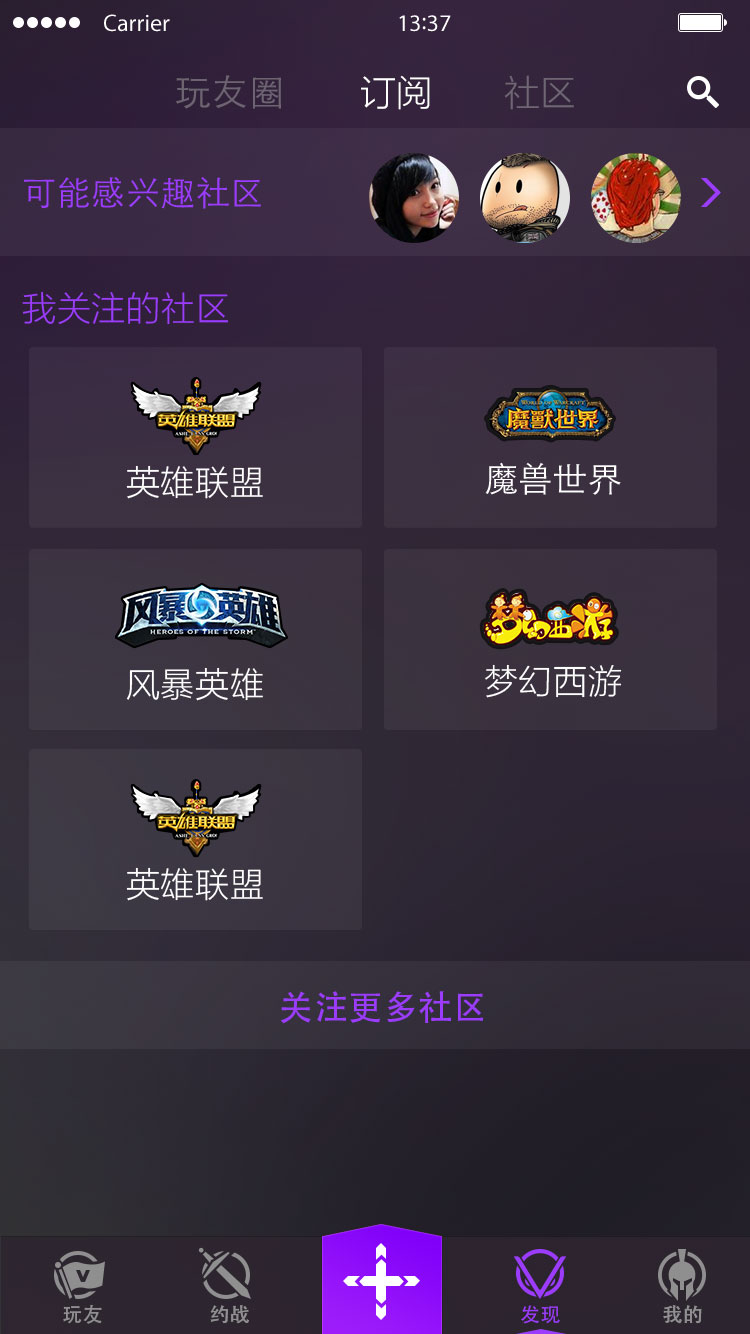 Carrier 13:37
玩友圈 订阅 社区
可能感兴趣社区
我关注的社区
英雄联盟
英雄联盟
WORLD OF WARCRAFT
魔獸世界
魔兽世界
风暴英雄
HEROES OF THE STORM
风暴英雄
梦幻西游
梦幻西游
英雄联盟
英雄联盟
关注更多社区
V
玩友 约战 发现 我的